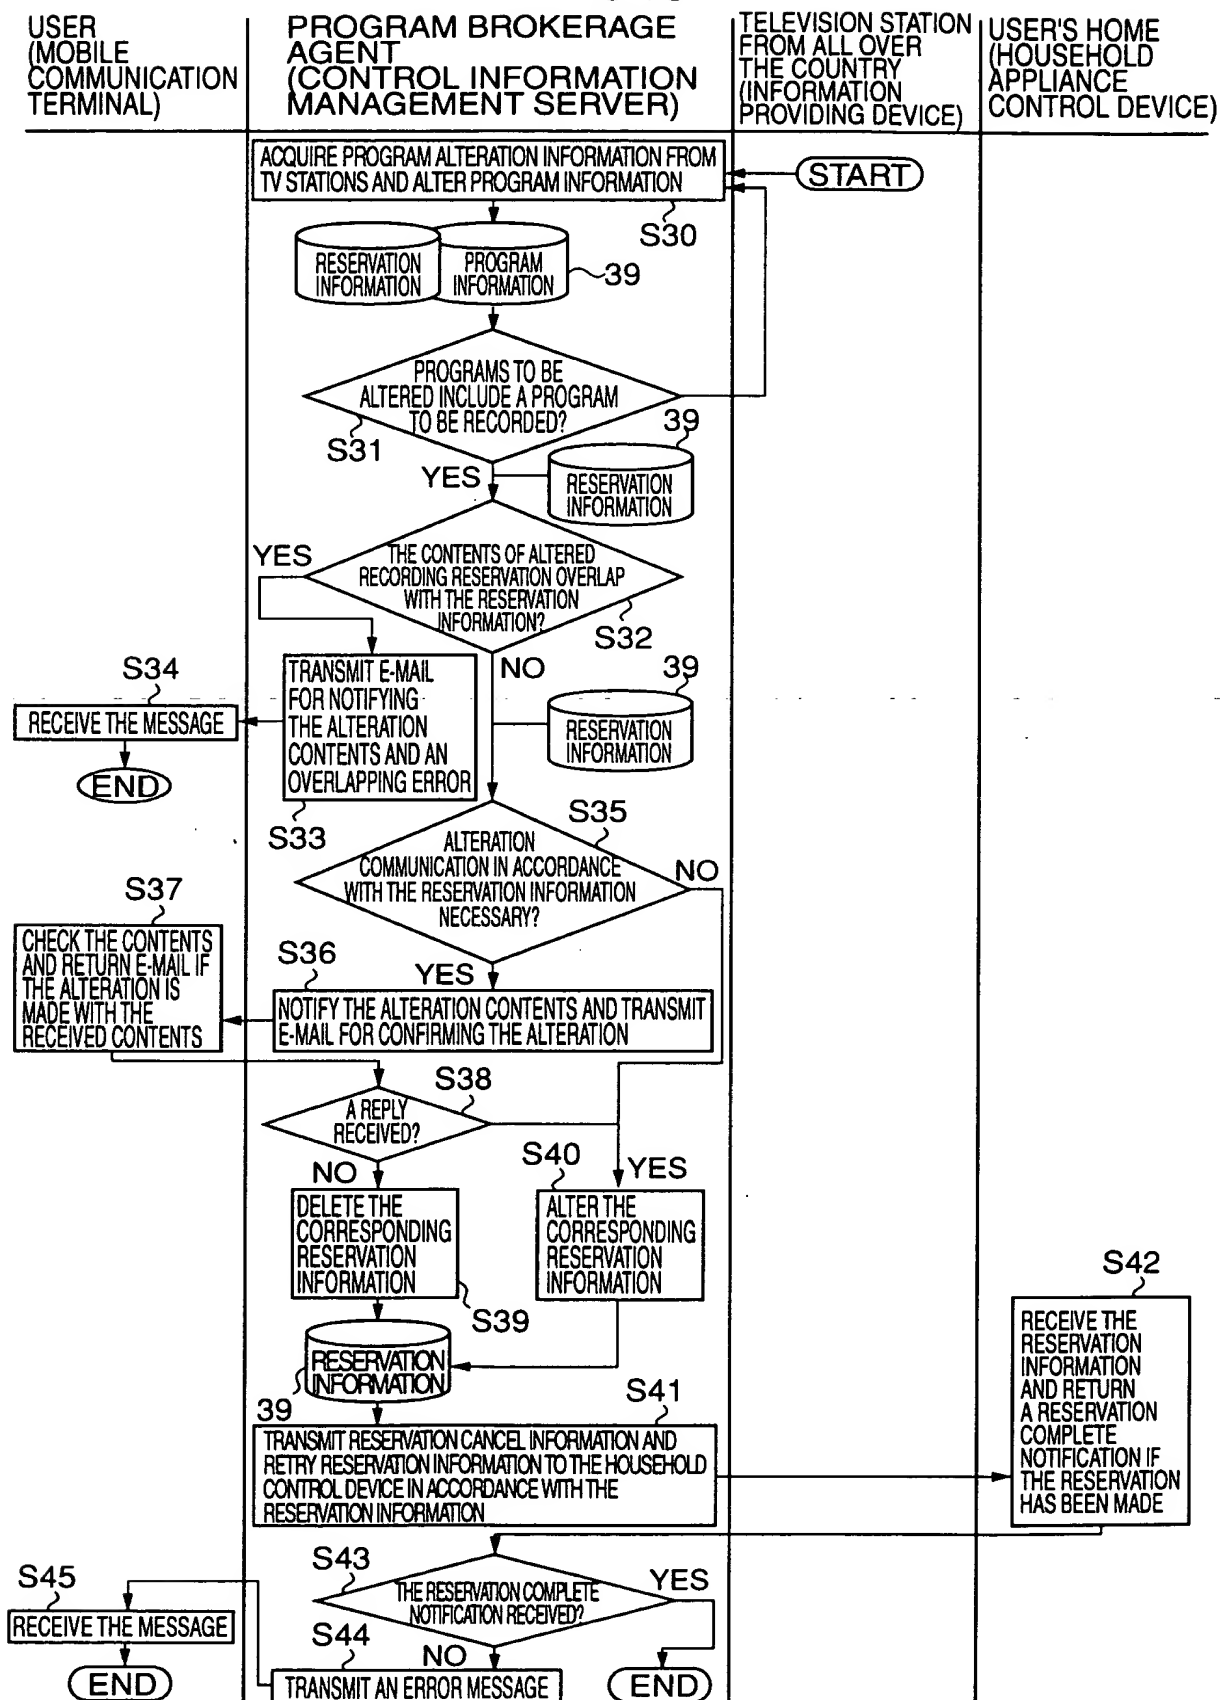 USER
(MOBILE
COMMUNICATION
TERMINAL)
PROGRAM BROKERAGE
AGENT
(CONTROL INFORMATION
MANAGEMENT SERVER)
TELEVISION STATION
FROM ALL OVER
THE COUNTRY
(INFORMATION
PROVIDING DEVICE)
USER'S HOME
(HOUSEHOLD
APPLIANCE
CONTROL DEVICE)
ACQUIRE PROGRAM ALTERATION INFORMATION FROM
TV STATIONS AND ALTER PROGRAM INFORMATION
START
S30
RESERVATION
INFORMATION
PROGRAM
INFORMATION
39
PROGRAMS TO BE
ALTERED INCLUDE A PROGRAM
TO BE RECORDED?
S31
39
YES
RESERVATION
INFORMATION
YES
THE CONTENTS OF ALTERED
RECORDING RESERVATION OVERLAP
WITH THE RESERVATION
INFORMATION?
S32
S34
RECEIVE THE MESSAGE
END
TRANSMIT E-MAIL
FOR NOTIFYING
THE ALTERATION
CONTENTS AND AN
OVERLAPPING ERROR
S33
NO
39
RESERVATION
INFORMATION
S35
ALTERATION
COMMUNICATION IN ACCORDANCE
WITH THE RESERVATION INFORMATION
NECESSARY?
NO
S37
CHECK THE CONTENTS
AND RETURN E-MAIL IF
THE ALTERATION IS
MADE WITH THE
RECEIVED CONTENTS
S36
YES
NOTIFY THE ALTERATION CONTENTS AND TRANSMIT
E-MAIL FOR CONFIRMING THE ALTERATION
S38
A REPLY
RECEIVED?
NO
S40
YES
DELETE THE
CORRESPONDING
RESERVATION
INFORMATION
S39
ALTER THE
CORRESPONDING
RESERVATION
INFORMATION
RESERVATION
INFORMATION
39
S41
TRANSMIT RESERVATION CANCEL INFORMATION AND
RETRY RESERVATION INFORMATION TO THE HOUSEHOLD
CONTROL DEVICE IN ACCORDANCE WITH THE
RESERVATION INFORMATION
S42
RECEIVE THE
RESERVATION
INFORMATION
AND RETURN
A RESERVATION
COMPLETE
NOTIFICATION IF
THE RESERVATION
HAS BEEN MADE
S43
THE RESERVATION COMPLETE
NOTIFICATION RECEIVED?
YES
S45
RECEIVE THE MESSAGE
END
S44
NO
TRANSMIT AN ERROR MESSAGE
END